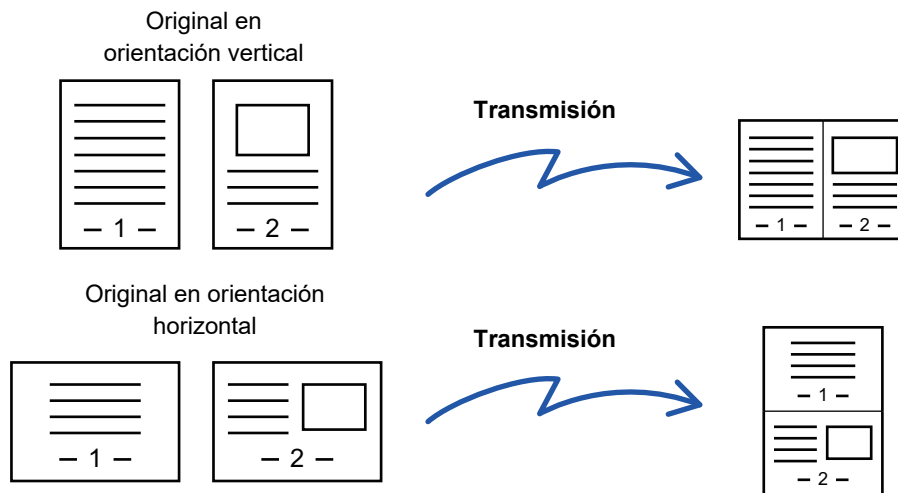 Original en
orientación vertical
Transmisión
– 1 –
– 2 –
– 1 –
– 2 –
Original en orientación
horizontal
Transmisión
– 1 –
– 2 –
– 1 –
– 2 –